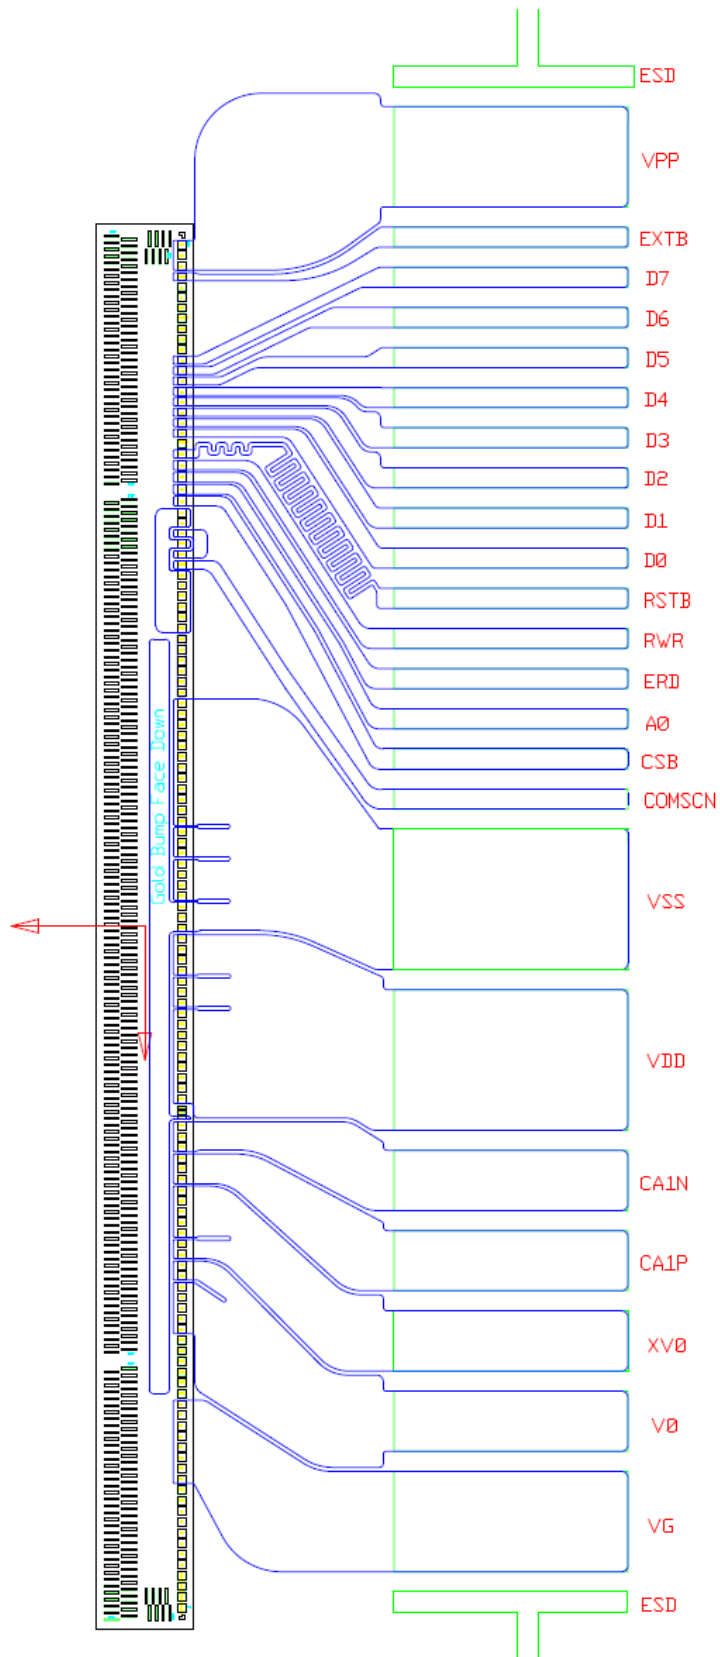 ESD
VPP
EXTB
D7
D6
D5
D4
D3
D2
D1
D0
RSTB
RWR
ERD
A0
CSB
COMSCN
Gold Bump Face Down
VSS
VDD
CA1N
CA1P
XV0
V0
VG
ESD